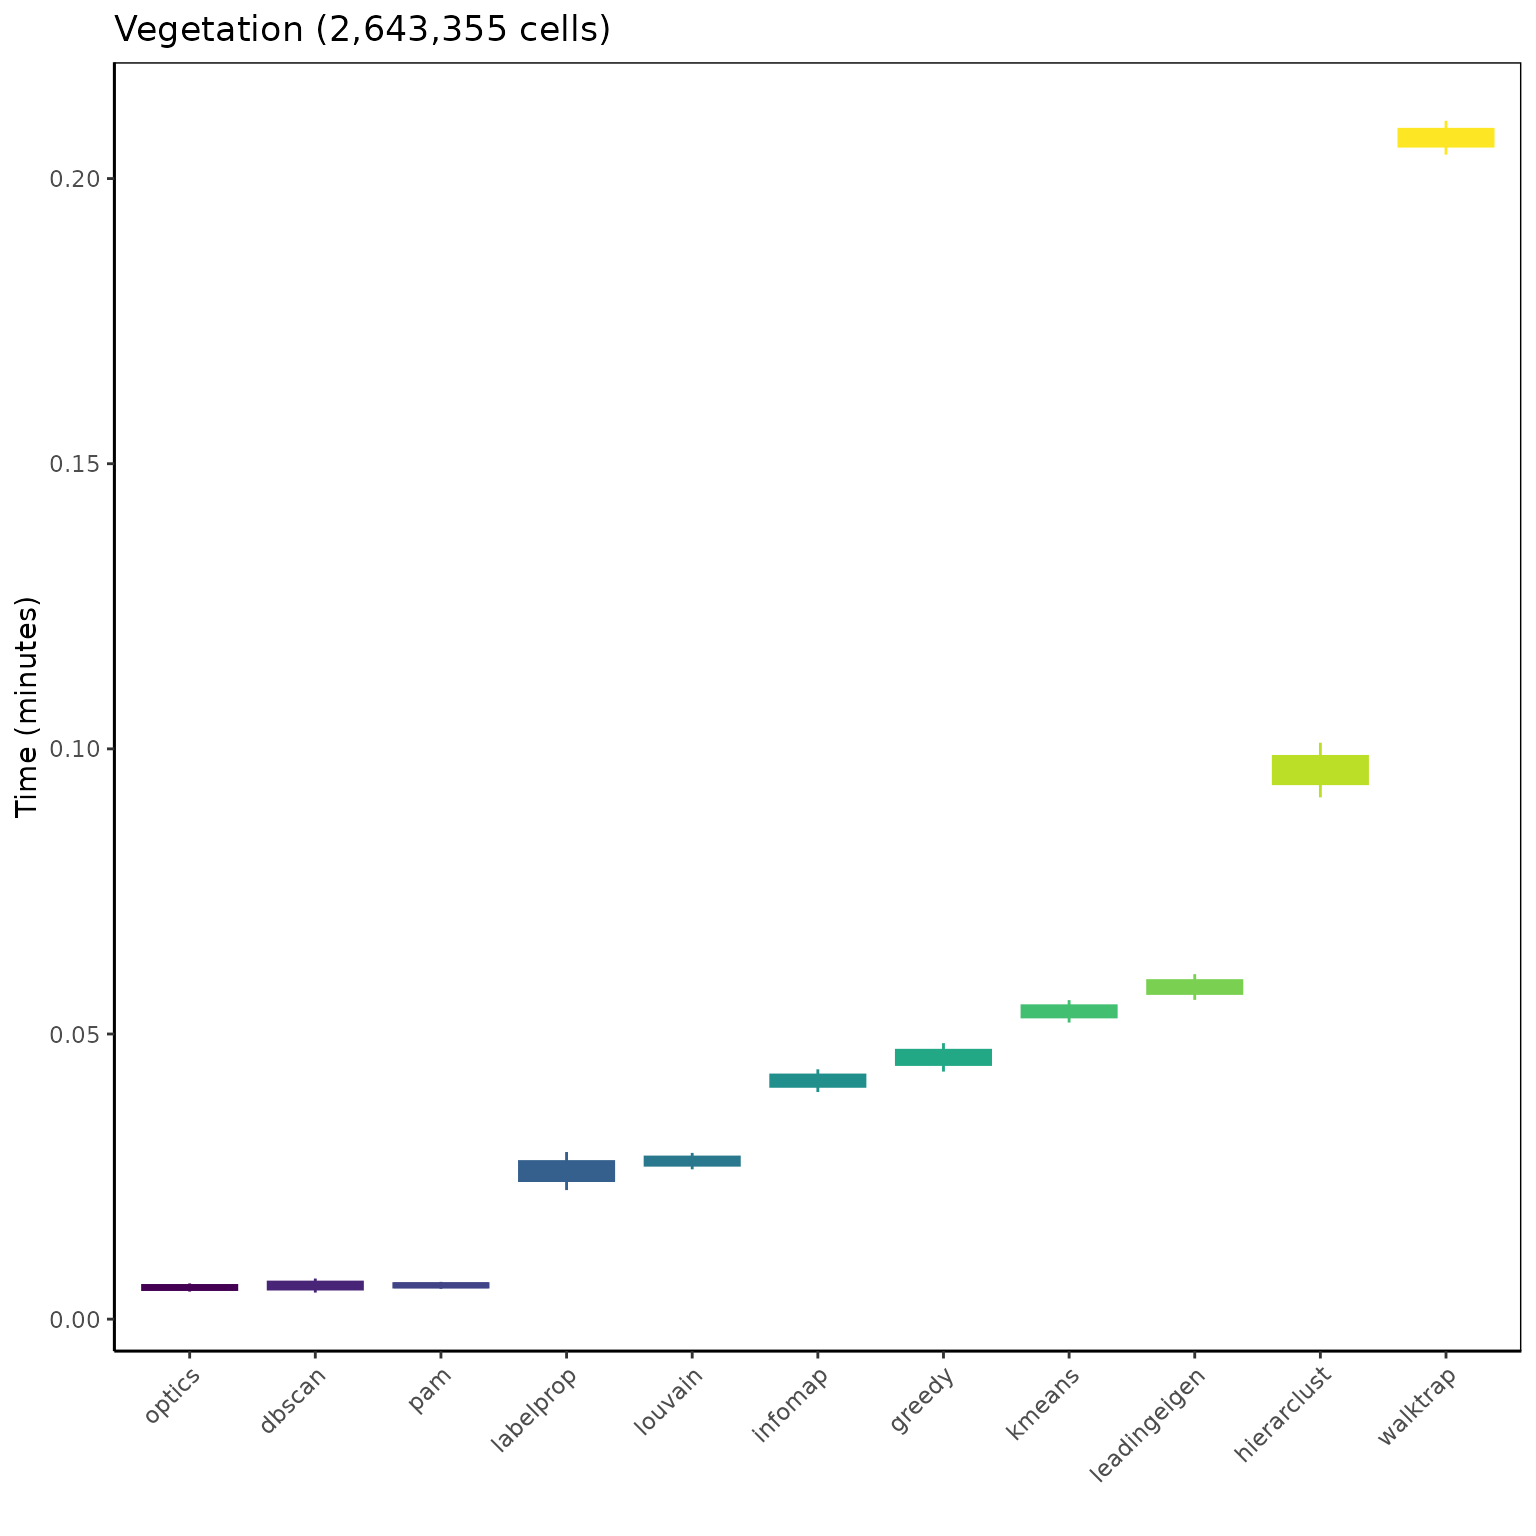 Vegetation (2,643,355 cells)
Time (minutes)
0.20
0.15
0.10
0.05
0.00
optics
dbscan
pam
labelprop
louvain
infomap
greedy
kmeans
leadingeigen
hierarclust
walktrap